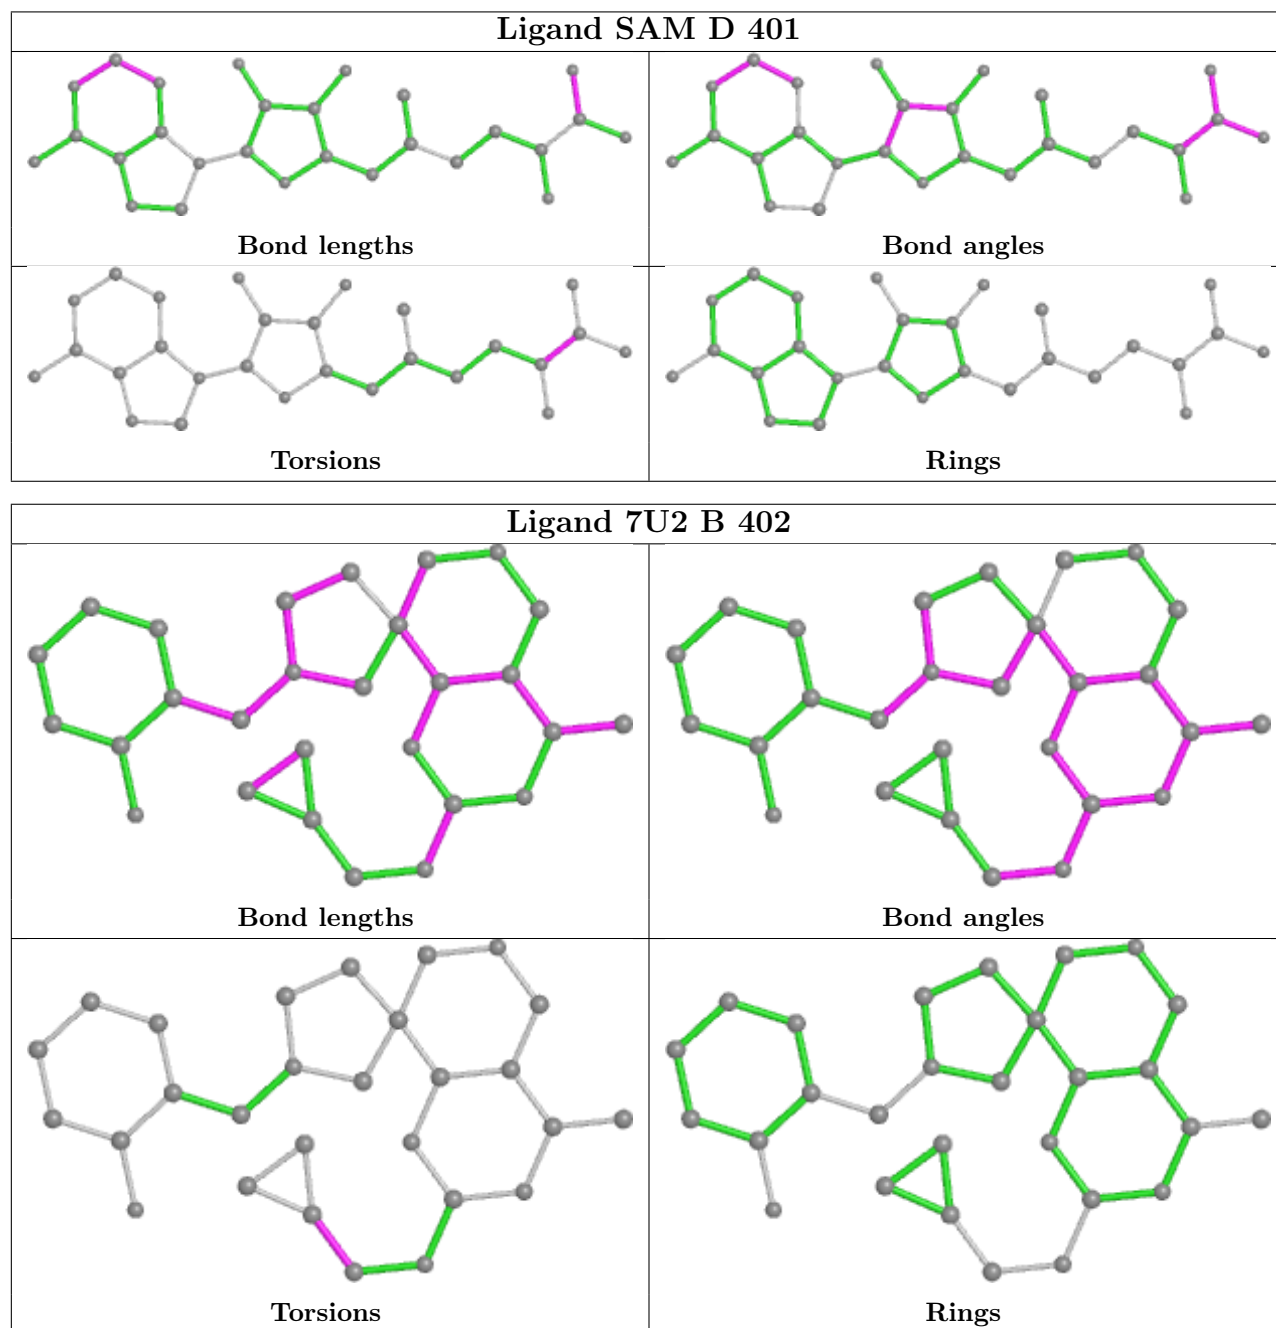 Ligand SAM D 401
Bond lengths
Bond angles
Torsions
Rings
Ligand 7U2 B 402
Bond lengths
Bond angles
Torsions
Rings